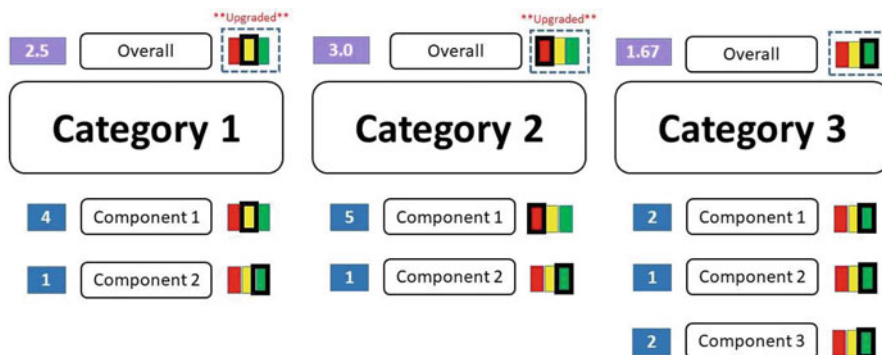 **Upgraded**
2.5 Overall
Category 1
4 Component 1
1 Component 2
**Upgraded**
3.0 Overall
Category 2
5 Component 1
1 Component 2
1.67 Overall
Category 3
2 Component 1
1 Component 2
2 Component 3